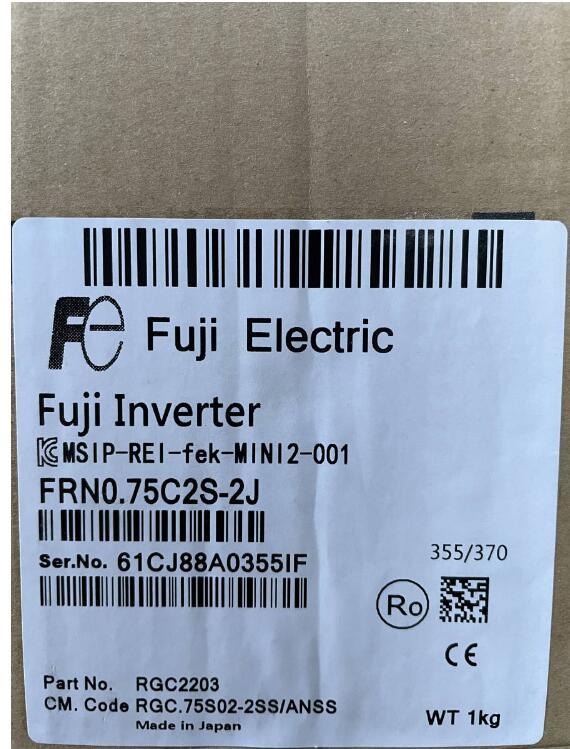 Fe Fuji Electric
Fuji Inverter
MSIP-REI-fek-MINI2-001
FRN0.75C2S-2J
Ser.No. 61CJ88A0355IF
355/370
Ro
CE
Part No. RGC2203
CM. Code RGC.75S02-2SS/ANSS
Made in Japan
WT 1kg